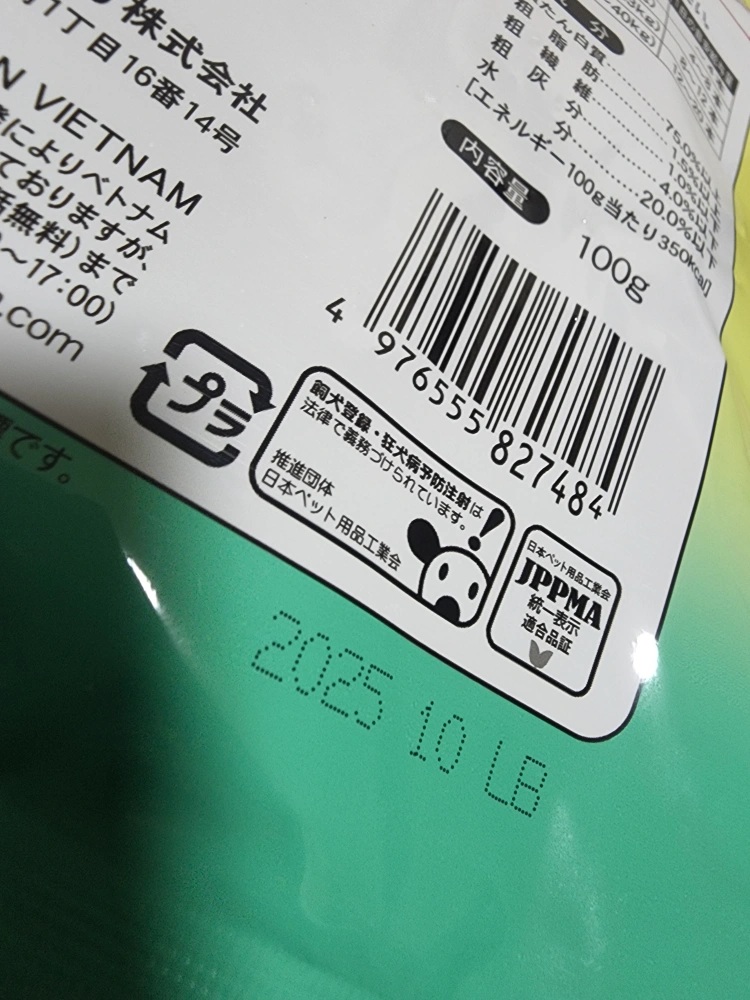 株式会社
1丁目16番14号
N VIETNAM
によりベトナム
ておりますが、
話無料)まで
～17:00)
.com
です。
たん白質
粗脂肪
粗繊維
粗灰分
水分
75.0%以上
1.5%以上
1.0%以下
4.0%以下
20.0%以下
[エネルギー100g当たり350kcal]
内容量
100g
4 976555 827484
プラ
飼犬登録・狂犬病予防注射は
法律で義務づけられています。
推進団体
日本ペット用品工業会
日本ペット用品工業会
JPPMA
統一表示
適合品証
2025 10 LB